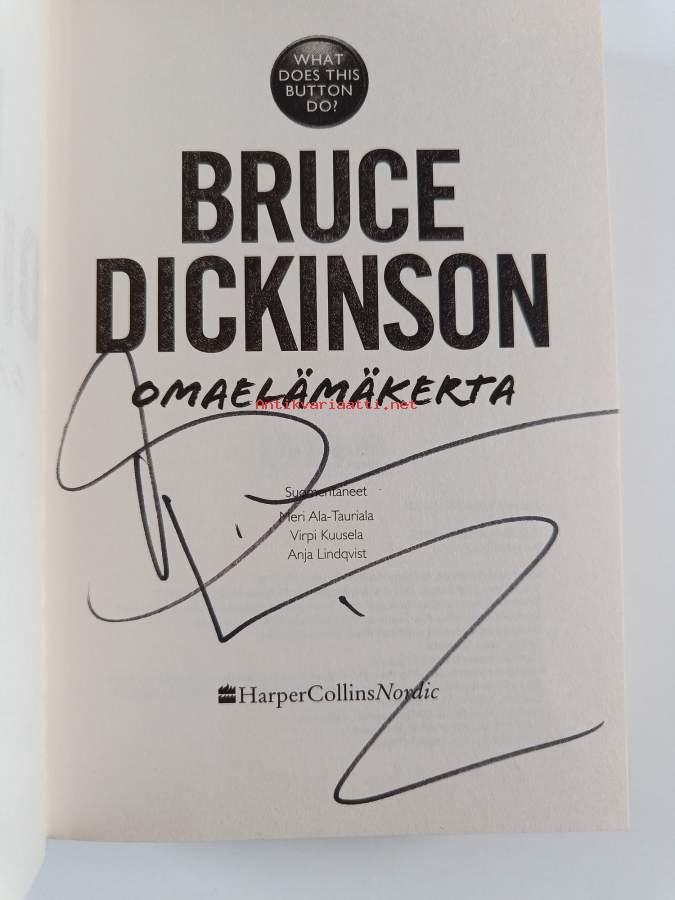 WHAT
DOES THIS
BUTTON
DO?
BRUCE
DICKINSON
OMAELÄMÄKERTA
Antikvariaatti.net
Suomentaneet
Meri Ala-Tauriala
Virpi Kuusela
Anja Lindqvist
HarperCollinsNordic